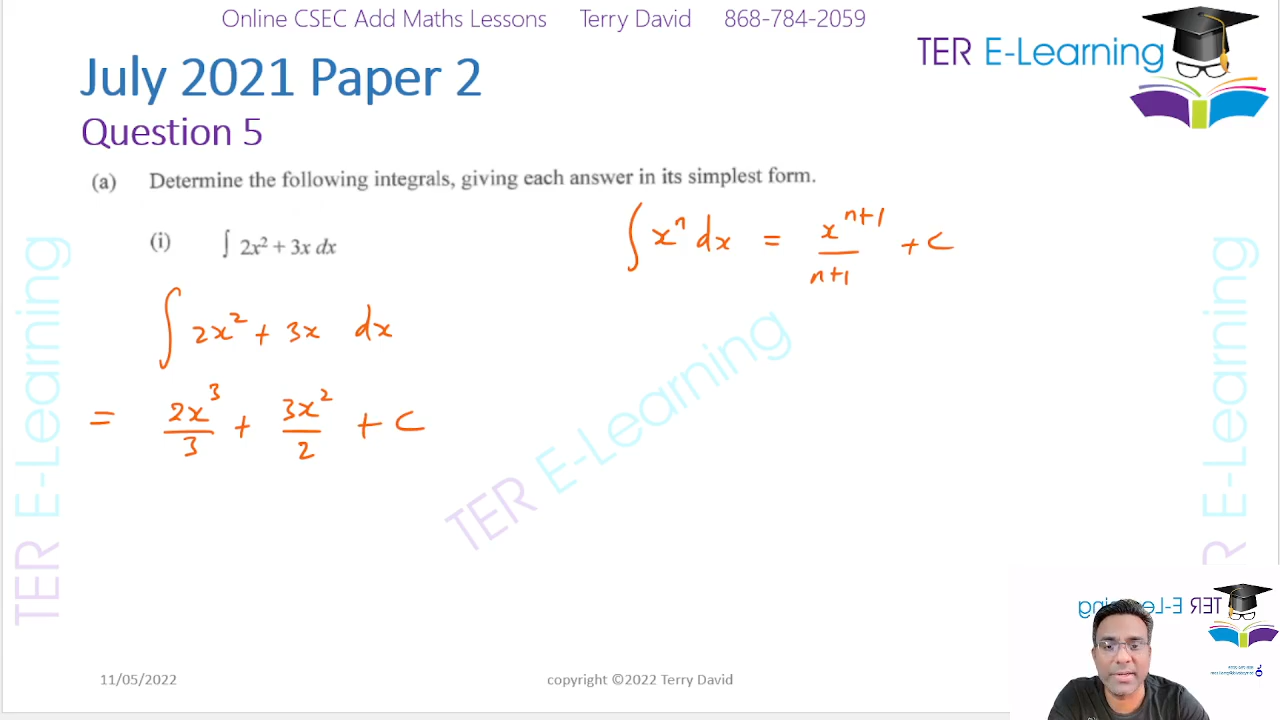 Online CSEC Add Maths Lessons Terry David 868-784-2059
TER E-Learning
July 2021 Paper 2
Question 5
(a) Determine the following integrals, giving each answer in its simplest form.
(i) ∫ 2x² + 3x dx
∫ xⁿ dx = x^(n+1)/(n+1) + c
∫ 2x² + 3x dx
= 2x³/3 + 3x²/2 + c
TER E-Learning
TER E-Learning
R E-Learning
TER E-Learning
11/05/2022
copyright ©2022 Terry David